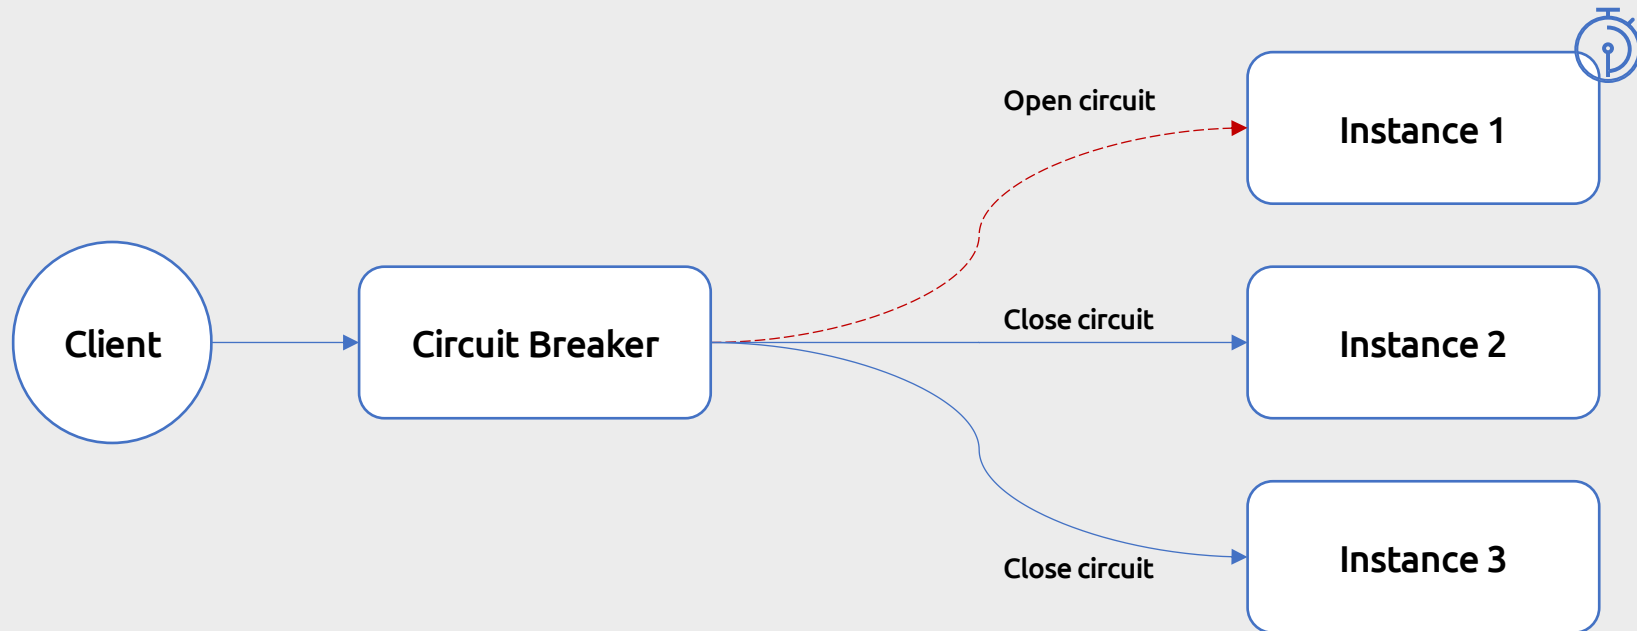 Open circuit
Instance 1
Client
Circuit Breaker
Close circuit
Instance 2
Close circuit
Instance 3